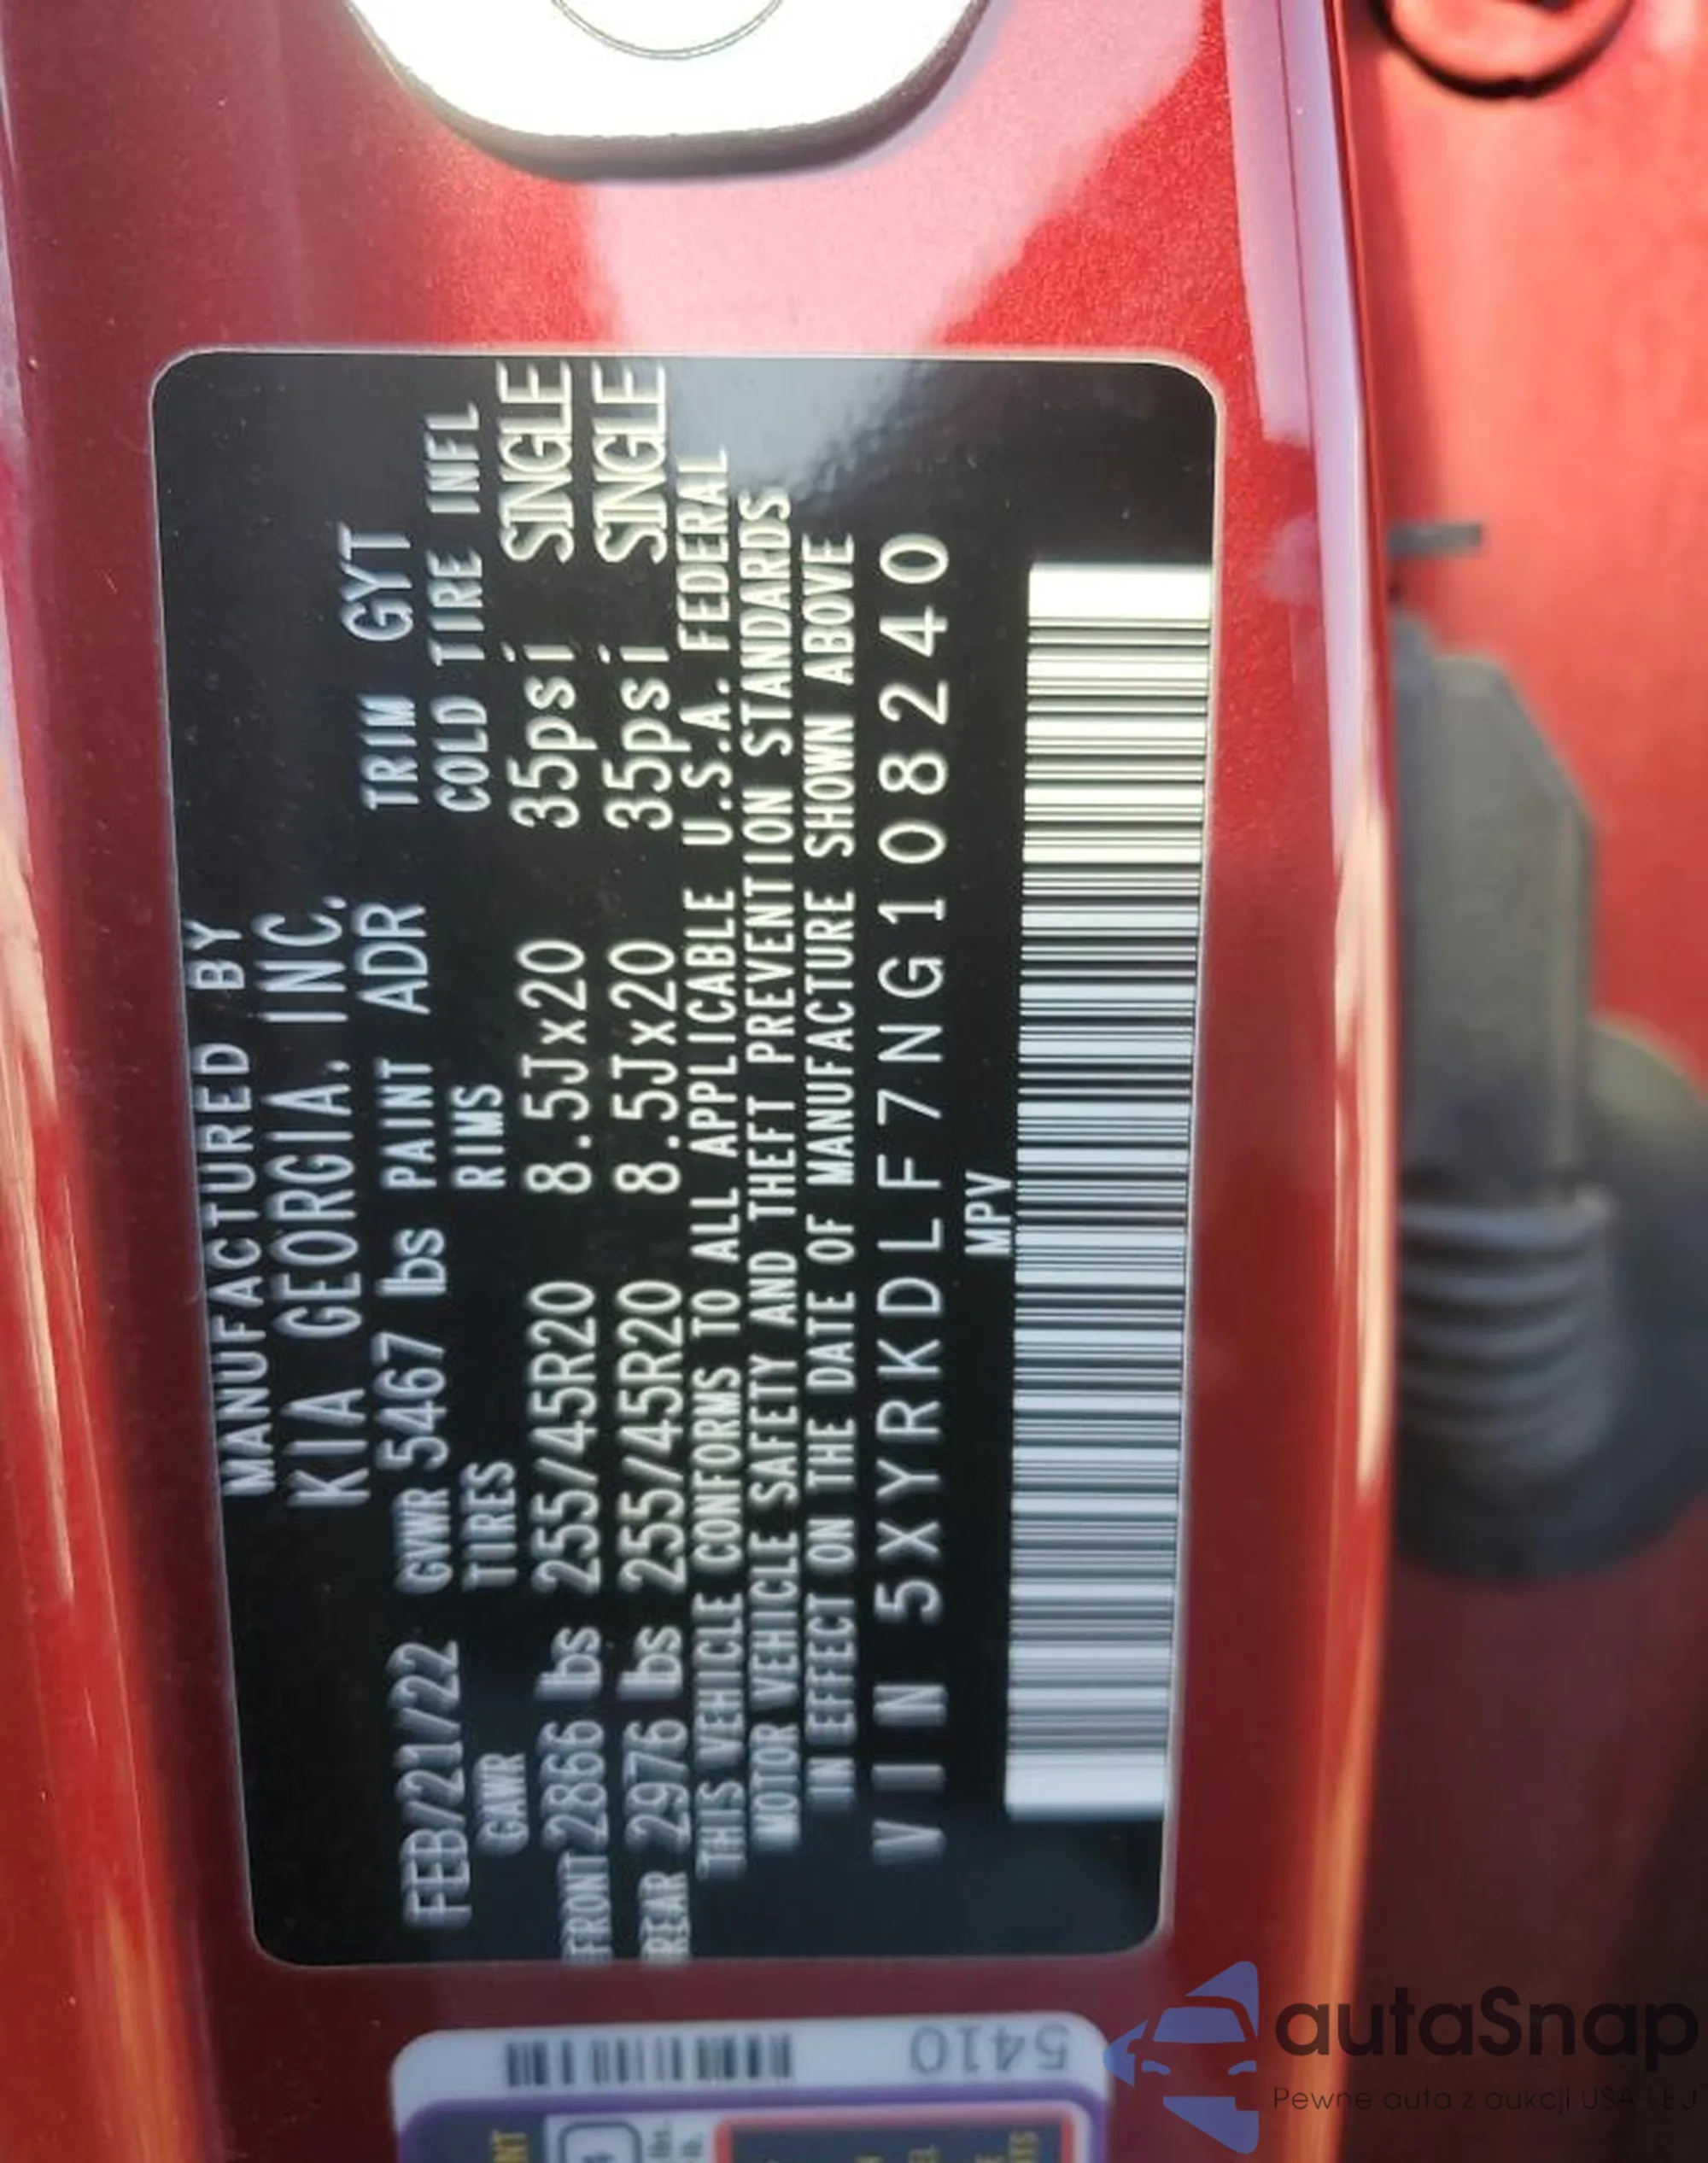 MANUFACTURED BY
KIA GEORGIA, INC.
FEB/21/22 GVWR 5467 lbs PAINT ADR TRIM GYT
GAWR TIRES RIMS COLD TIRE INFL
FRONT 2866 lbs 255/45R20 8.5Jx20 35psi SINGLE
REAR 2976 lbs 255/45R20 8.5Jx20 35psi SINGLE
THIS VEHICLE CONFORMS TO ALL APPLICABLE U.S.A. FEDERAL
MOTOR VEHICLE SAFETY AND THEFT PREVENTION STANDARDS
IN EFFECT ON THE DATE OF MANUFACTURE SHOWN ABOVE
VIN 5XYRKDLF7NG108240
MPV
5410
autaSnap
Pewne auta z aukcji USA i EU